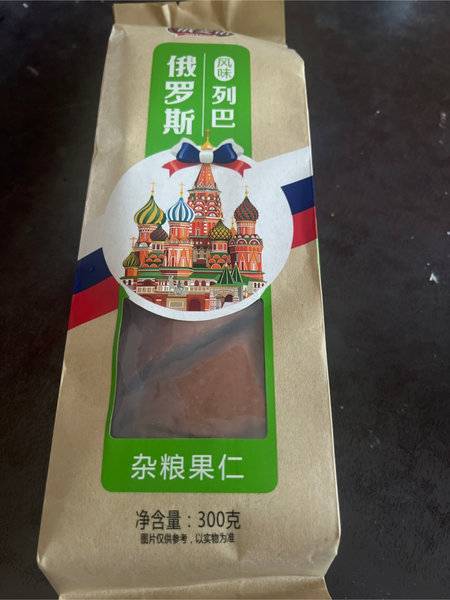 俄罗斯
风味
列巴
杂粮果仁
净含量：300克
图片仅供参考，以实物为准